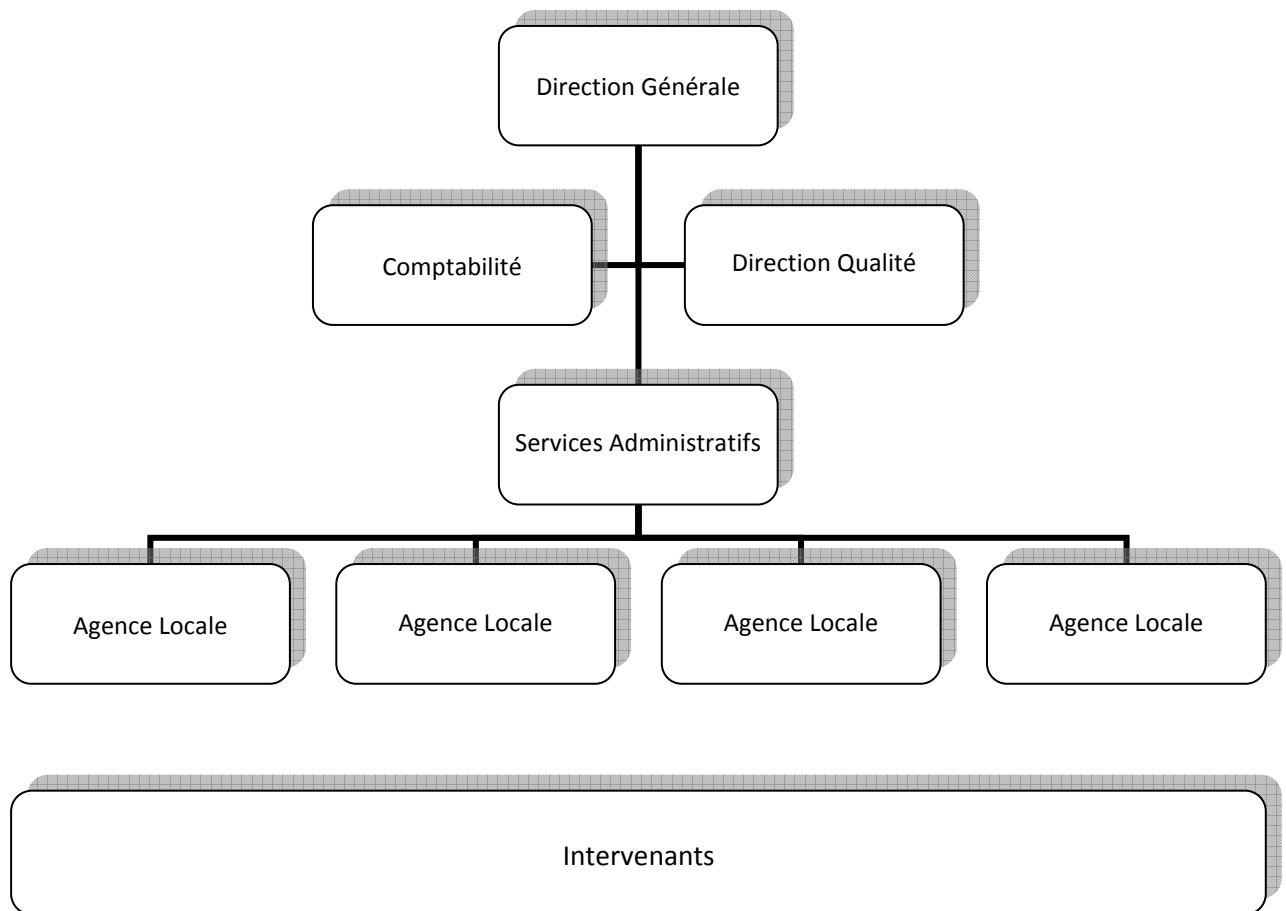 Direction Générale
Comptabilité
Direction Qualité
Services Administratifs
Agence Locale
Agence Locale
Agence Locale
Agence Locale
Intervenants